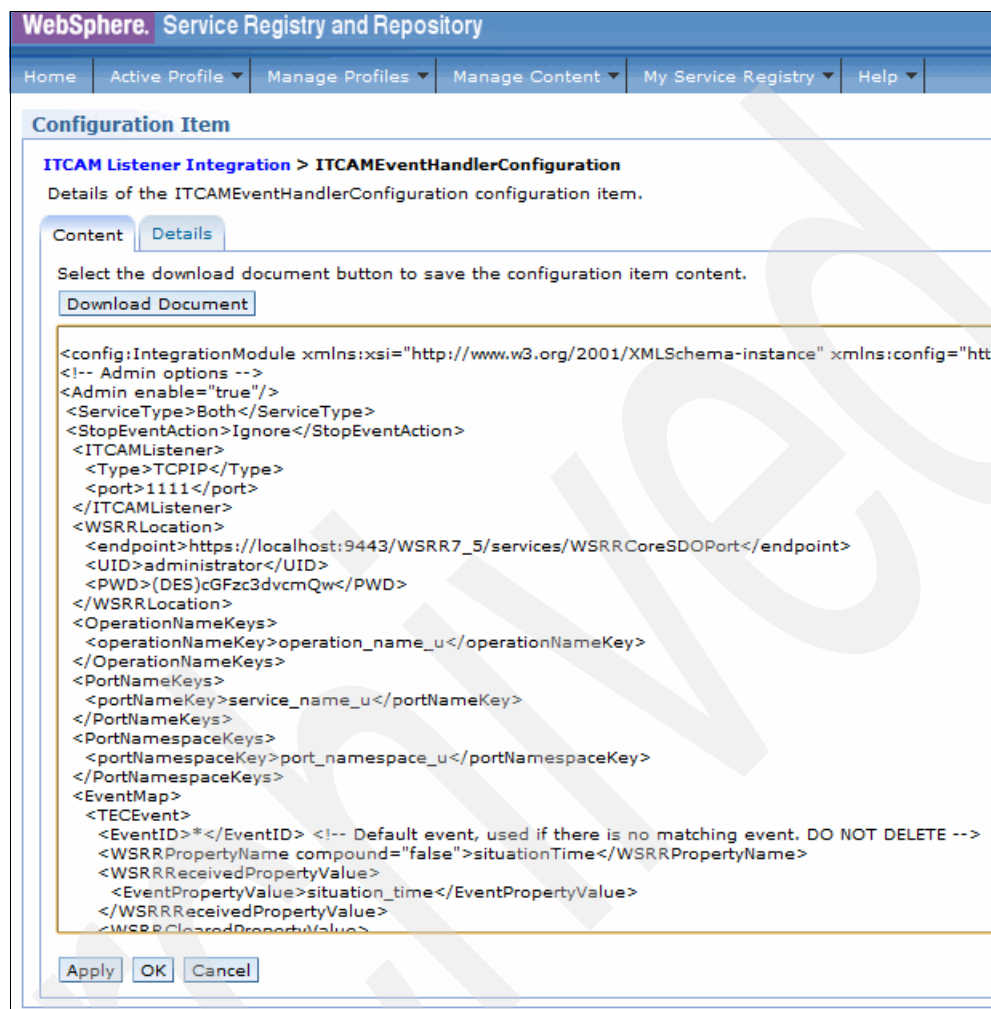 WebSphere. Service Registry and Repository
Home Active Profile Manage Profiles Manage Content My Service Registry Help
Configuration Item
ITCAM Listener Integration > ITCAMEventHandlerConfiguration
Details of the ITCAMEventHandlerConfiguration configuration item.
Content Details
Select the download document button to save the configuration item content.
Download Document
<config:IntegrationModule xmlns:xsi="http://www.w3.org/2001/XMLSchema-instance" xmlns:config="htt
<!-- Admin options -->
<Admin enable="true"/>
<ServiceType>Both</ServiceType>
<StopEventAction>Ignore</StopEventAction>
<ITCAMListener>
<Type>TCPIP</Type>
<port>1111</port>
</ITCAMListener>
<WSRRLocation>
<endpoint>https://localhost:9443/WSRR7_5/services/WSRRCoreSDOPort</endpoint>
<UID>administrator</UID>
<PWD>(DES)cGFzc3dvcmQw</PWD>
</WSRRLocation>
<OperationNameKeys>
<operationNameKey>operation_name_u</operationNameKey>
</OperationNameKeys>
<PortNameKeys>
<portNameKey>service_name_u</portNameKey>
</PortNameKeys>
<PortNamespaceKeys>
<portNamespaceKey>port_namespace_u</portNamespaceKey>
</PortNamespaceKeys>
<EventMap>
<TECEvent>
<EventID>*</EventID> <!-- Default event, used if there is no matching event. DO NOT DELETE -->
<WSRRPropertyName compound="false">situationTime</WSRRPropertyName>
<WSRRReceivedPropertyValue>
<EventPropertyValue>situation_time</EventPropertyValue>
</WSRRReceivedPropertyValue>
<WSRRClearedPropertyValue>
Apply OK Cancel